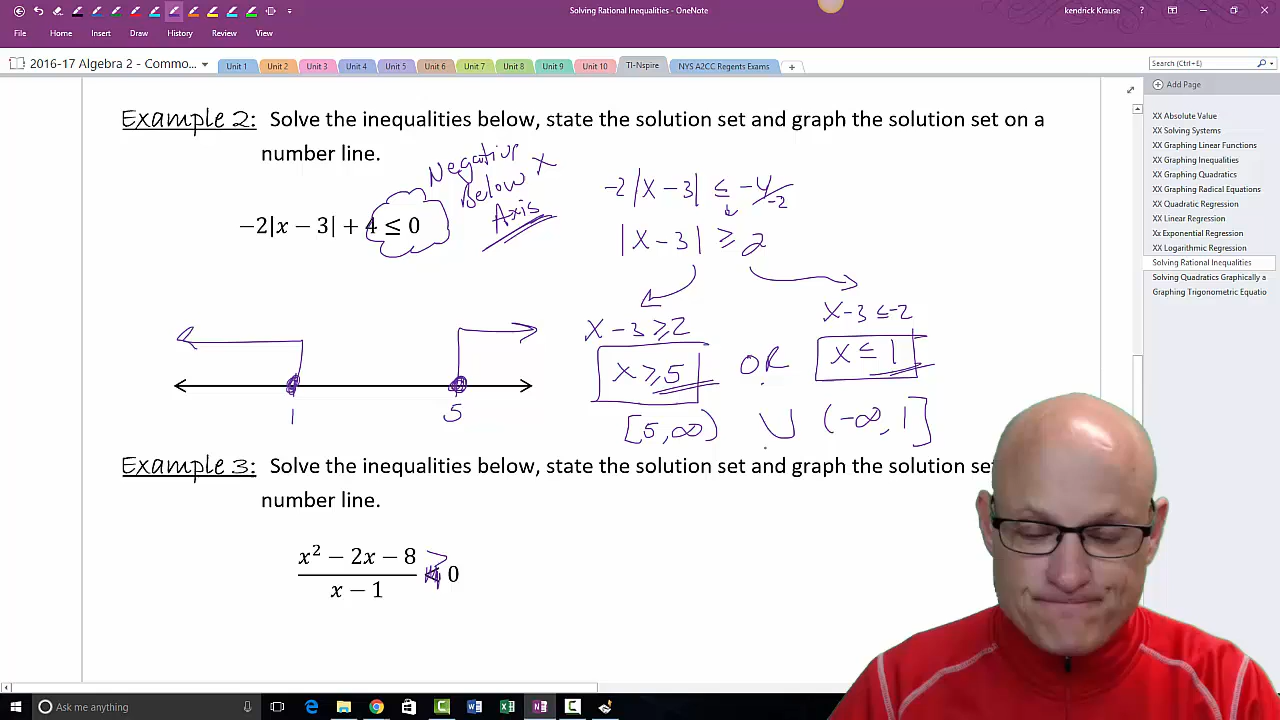 Solving Rational Inequalities - OneNote
kendrick Krause
?
File Home Insert Draw History Review View
2016-17 Algebra 2 - Commo...
Unit 1 Unit 2 Unit 3 Unit 4 Unit 5 Unit 6 Unit 7 Unit 8 Unit 9 Unit 10 TI-Nspire NYS A2CC Regents Exams +
Search (Ctrl+E)
Add Page
XX Absolute Value
XX Solving Systems
XX Graphing Linear Functions
XX Graphing Inequalities
XX Graphing Quadratics
XX Graphing Radical Equations
XX Quadratic Regression
XX Linear Regression
Xx Exponential Regression
XX Logarithmic Regression
Solving Rational Inequalities
Solving Quadratics Graphically a
Graphing Trigonometric Equatio
Example 2: Solve the inequalities below, state the solution set and graph the solution set on a
number line.
Negative
Below X
Axis
−2|x − 3| + 4 ≤ 0
-2|x-3| ≤ -4/-2
|x-3| ≥ 2
x-3≥2
x-3≤-2
x≥5 OR x≤1
[5,∞) ∪ (-∞,1]
1 5
Example 3: Solve the inequalities below, state the solution se
number line.
x² − 2x − 8
x − 1
≥ 0
Ask me anything